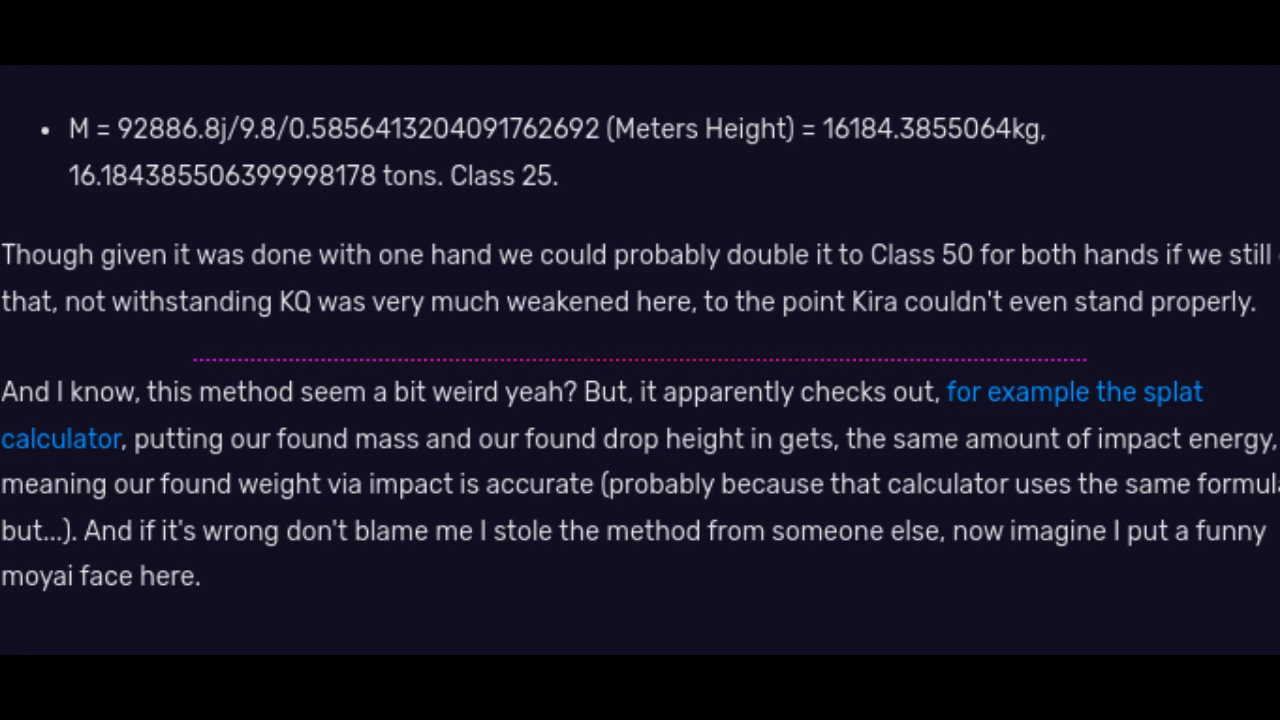 • M = 92886.8j/9.8/0.5856413204091762692 (Meters Height) = 16184.3855064kg,
16.184385506399998178 tons. Class 25.
Though given it was done with one hand we could probably double it to Class 50 for both hands if we still
that, not withstanding KQ was very much weakened here, to the point Kira couldn't even stand properly.
And I know, this method seem a bit weird yeah? But, it apparently checks out, for example the splat
calculator, putting our found mass and our found drop height in gets, the same amount of impact energy,
meaning our found weight via impact is accurate (probably because that calculator uses the same formula
but...). And if it's wrong don't blame me I stole the method from someone else, now imagine I put a funny
moyai face here.